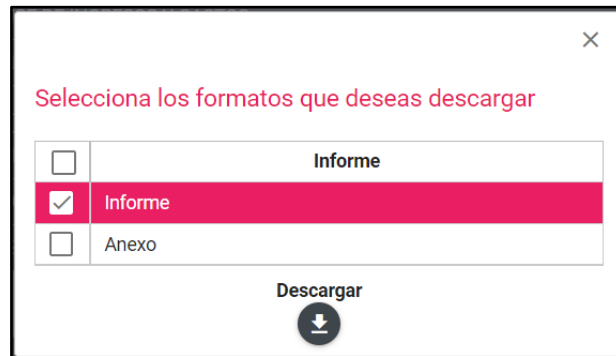 Selecciona los formatos que deseas descargar
Informe
Informe
Anexo
Descargar